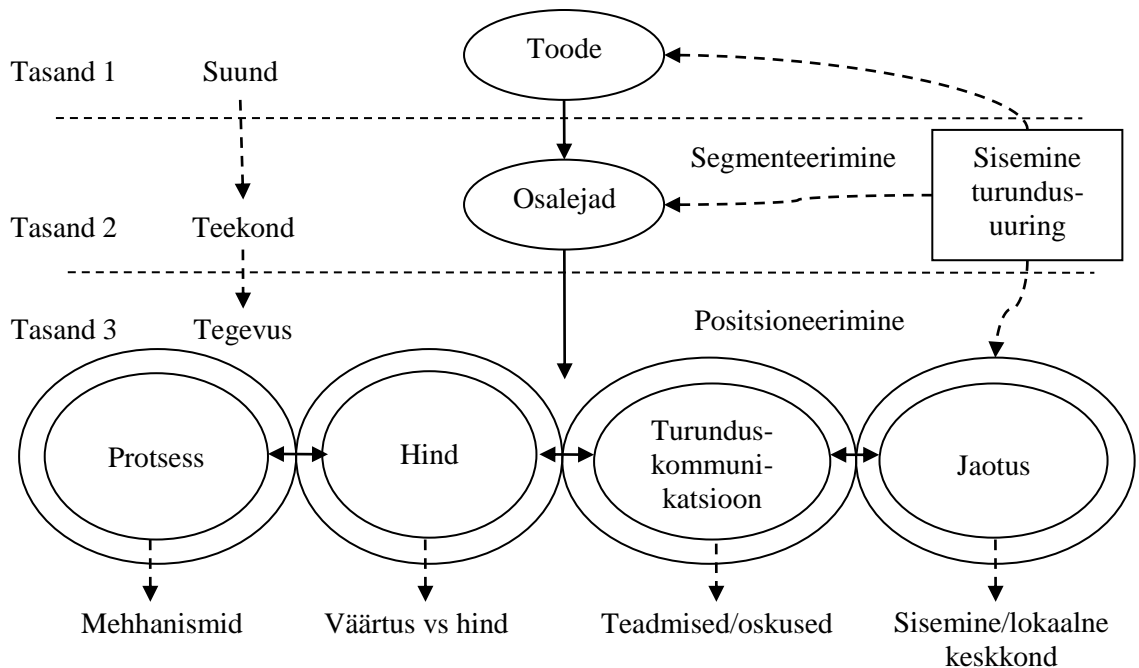 Toode
Tasand 1
Suund
Segmenteerimine
Sisemine
turundus-
uuring
Osalejad
Tasand 2
Teekond
Tasand 3
Tegevus
Positsioneerimine
Protsess
Hind
Turundus-
kommuni-
katsioon
Jaotus
Mehhanismid
Väärtus vs hind
Teadmised/oskused
Sisemine/lokaalne
keskkond